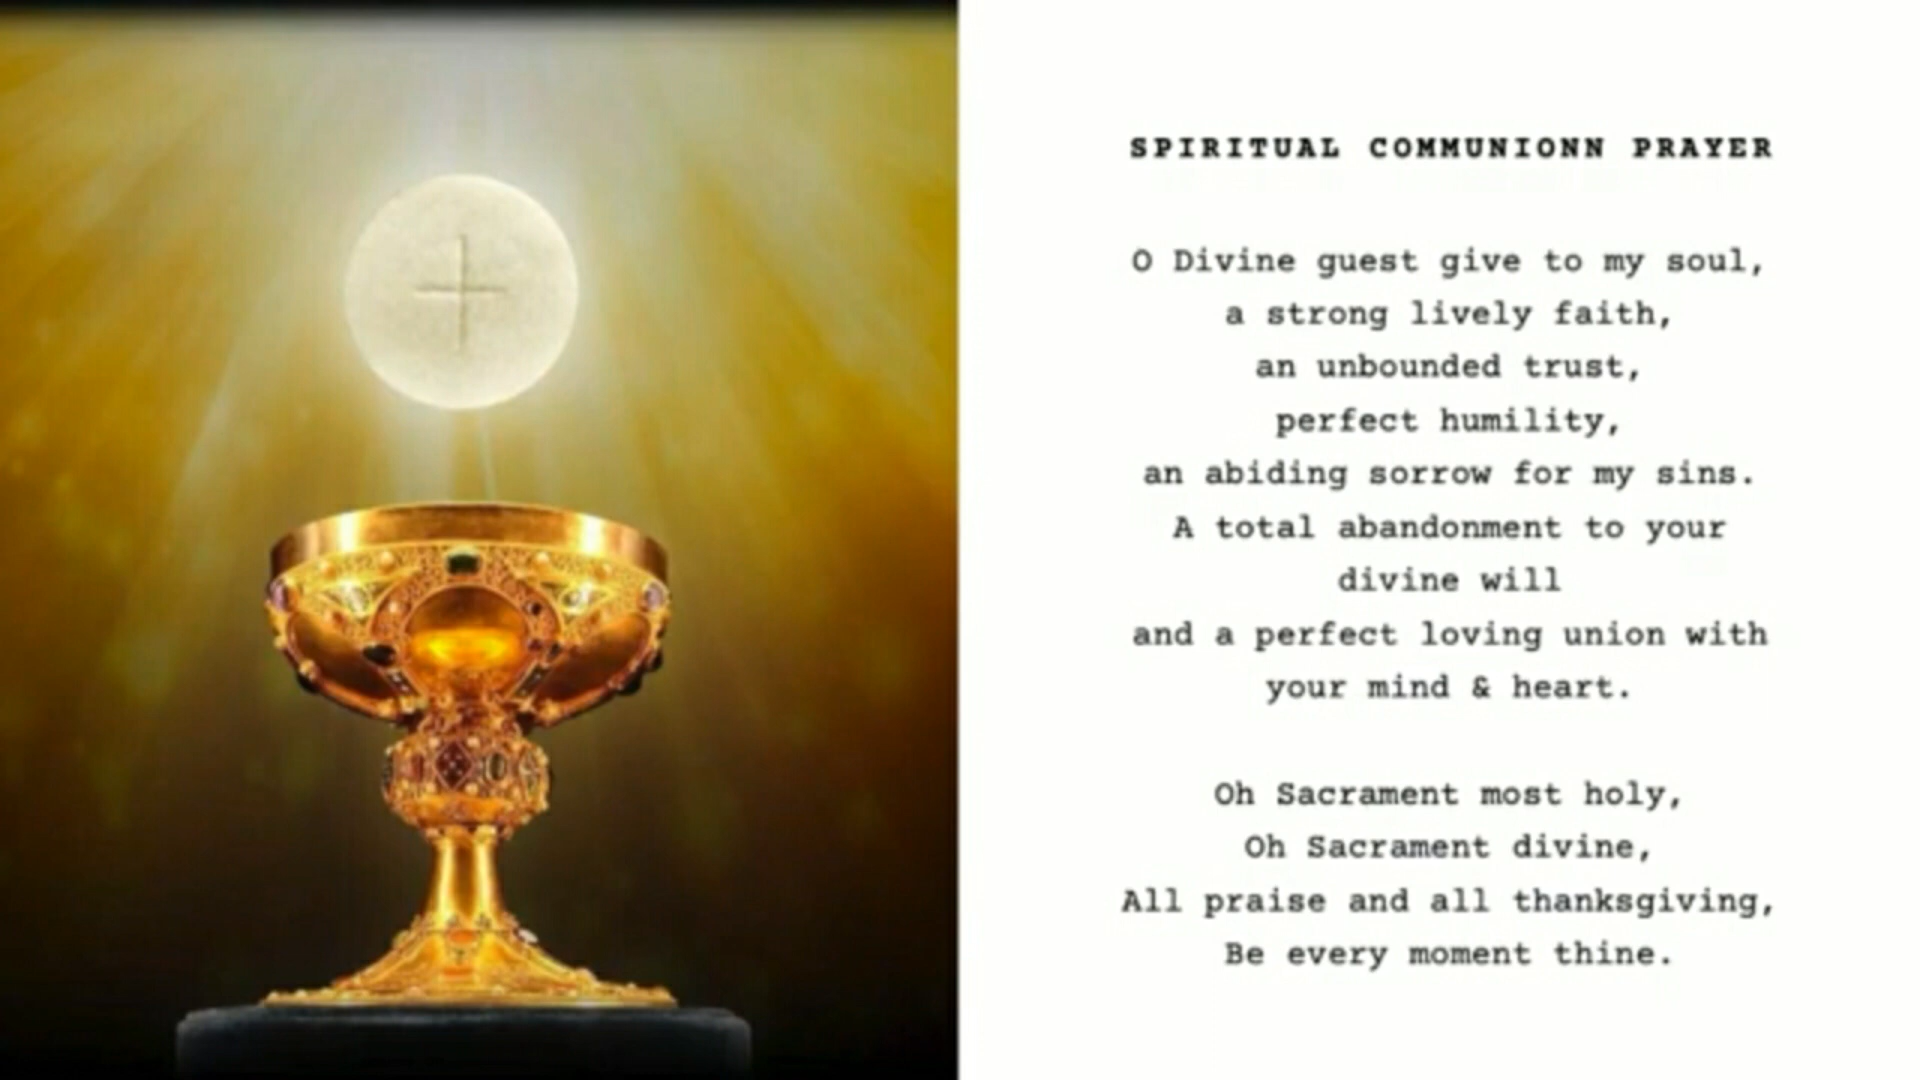 SPIRITUAL COMMUNIONN PRAYER
O Divine guest give to my soul,
a strong lively faith,
an unbounded trust,
perfect humility,
an abiding sorrow for my sins.
A total abandonment to your
divine will
and a perfect loving union with
your mind & heart.
Oh Sacrament most holy,
Oh Sacrament divine,
All praise and all thanksgiving,
Be every moment thine.